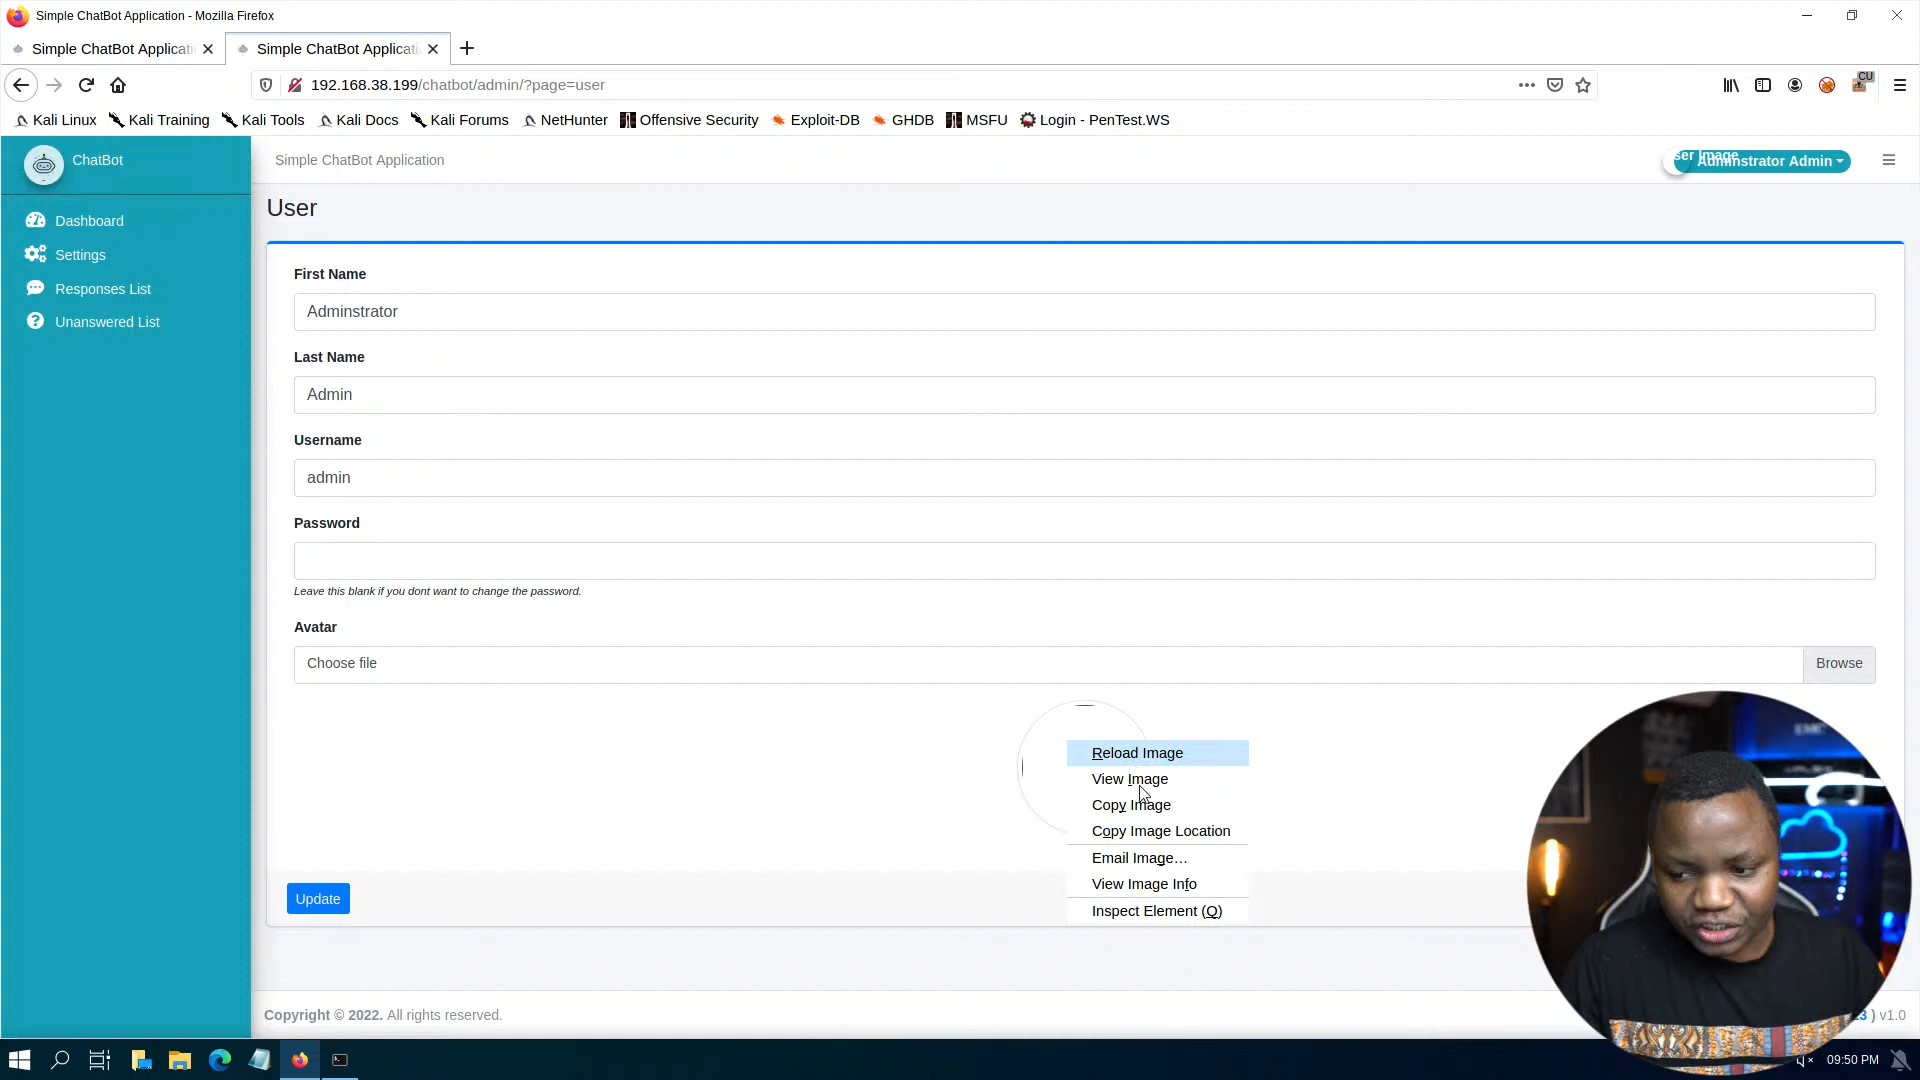 Simple ChatBot Application - Mozilla Firefox
Simple ChatBot Applicati
Simple ChatBot Applicati
192.168.38.199/chatbot/admin/?page=user
CU
Kali Linux
Kali Training
Kali Tools
Kali Docs
Kali Forums
NetHunter
Offensive Security
Exploit-DB
GHDB
MSFU
Login - PenTest.WS
ChatBot
Simple ChatBot Application
ser Image
Adminstrator Admin
Dashboard
Settings
Responses List
Unanswered List
User
First Name
Adminstrator
Last Name
Admin
Username
admin
Password
Leave this blank if you dont want to change the password.
Avatar
Choose file
Browse
Reload Image
View Image
Copy Image
Copy Image Location
Email Image…
View Image Info
Inspect Element (Q)
Update
Copyright © 2022. All rights reserved.
) v1.0
09:50 PM